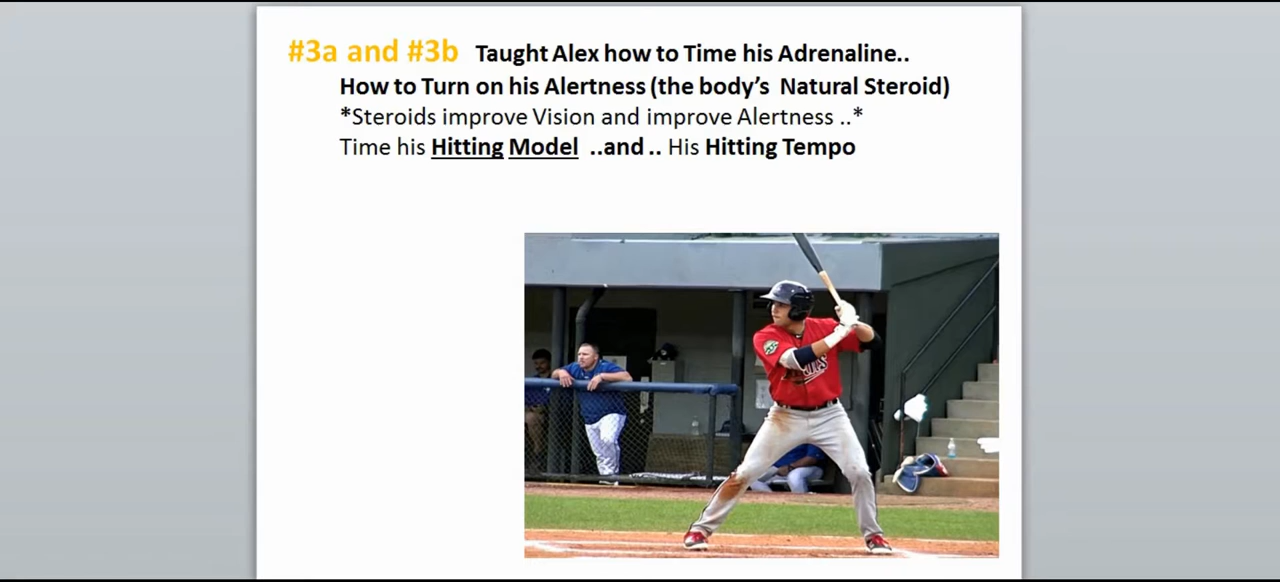 #3a and #3b Taught Alex how to Time his Adrenaline..
How to Turn on his Alertness (the body's Natural Steroid)
*Steroids improve Vision and improve Alertness ..*
Time his Hitting Model ..and .. His Hitting Tempo